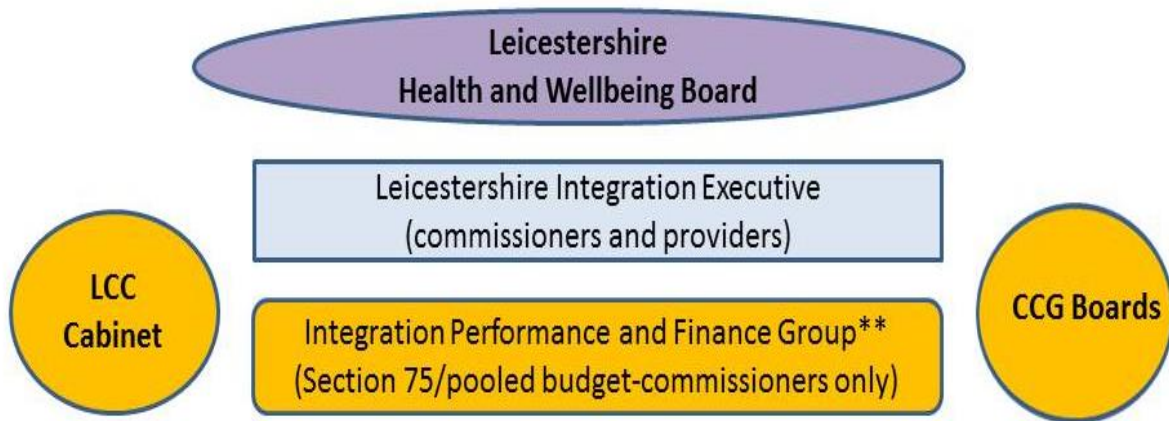 Leicestershire
Health and Wellbeing Board
Leicestershire Integration Executive
(commissioners and providers)
LCC
Cabinet
Integration Performance and Finance Group**
(Section 75/pooled budget-commissioners only)
CCG Boards